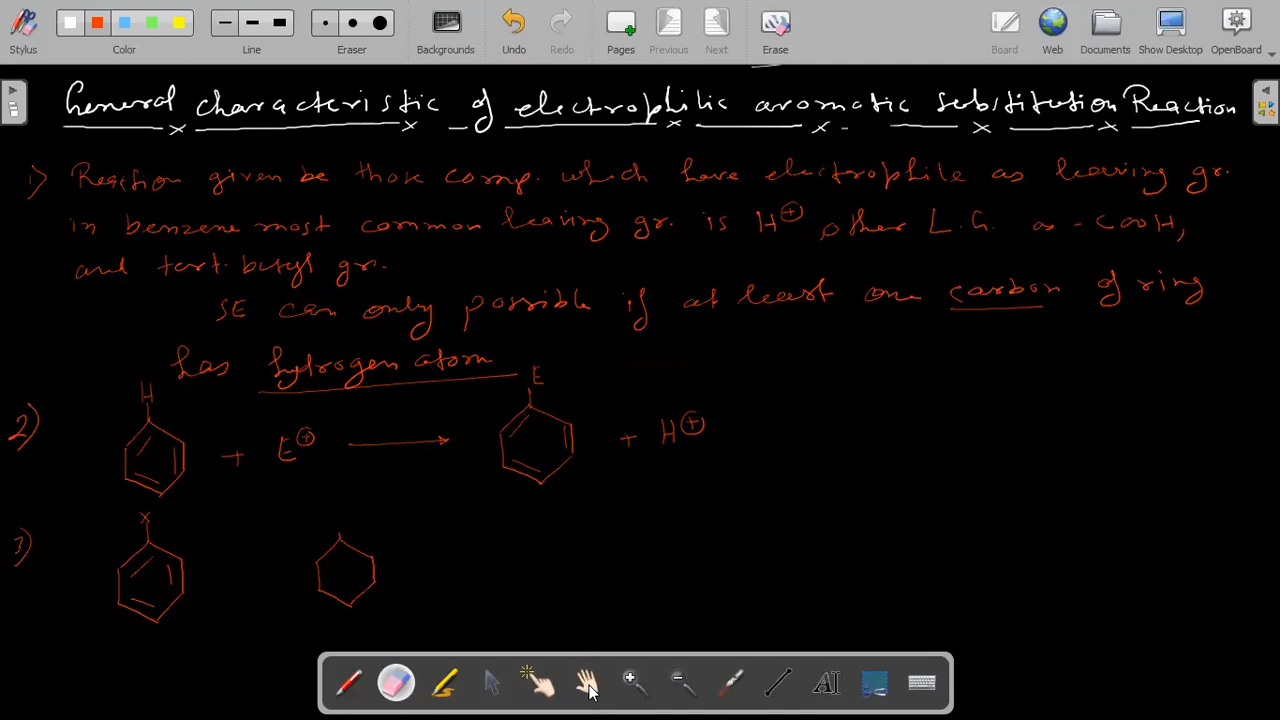 Stylus Color Line Eraser Backgrounds Undo Redo Pages Previous Next Erase Board Web Documents Show Desktop OpenBoard
General characteristic of electrophilic aromatic substitution Reaction
1) Reaction given be those comp. which have electrophile as leaving gr.
in benzene most common leaving gr. is H⊕, other L.G. as -COOH,
and tert. butyl gr.
SE can only possible if at least one carbon of ring
has hydrogen atom
H E
2) + E⊕ → + H⊕
X
3)